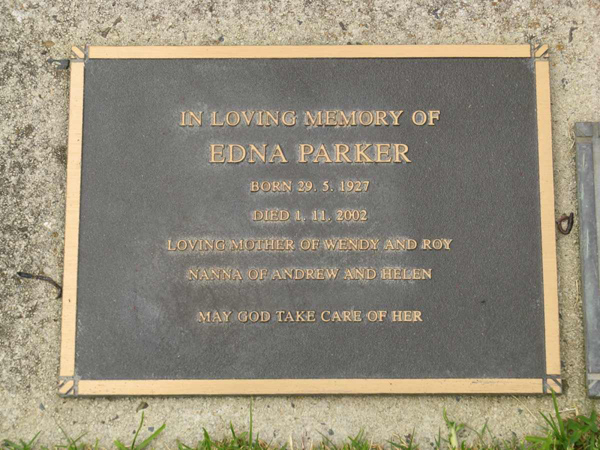 IN LOVING MEMORY OF
EDNA PARKER
BORN 29. 5. 1927
DIED 1. 11. 2002
LOVING MOTHER OF WENDY AND ROY
NANNA OF ANDREW AND HELEN
MAY GOD TAKE CARE OF HER